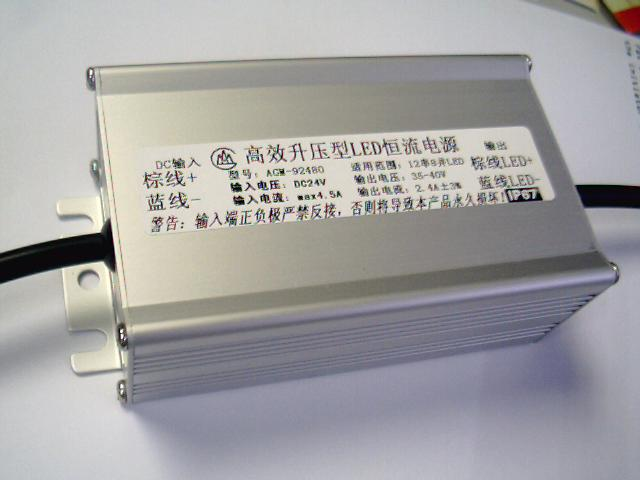 高效升压型LED恒流电源
DC输入
棕线+
蓝线-
型号: AGM-92480
输入电压: DC24V
输入电流: max4.5A
适用范围: 12串8并LED
输出电压: 35-40V
输出电流: 2.4A±3%
输出
棕线LED+
蓝线LED-
警告: 输入端正负极严禁反接, 否则将导致本产品永久损坏!
IP67